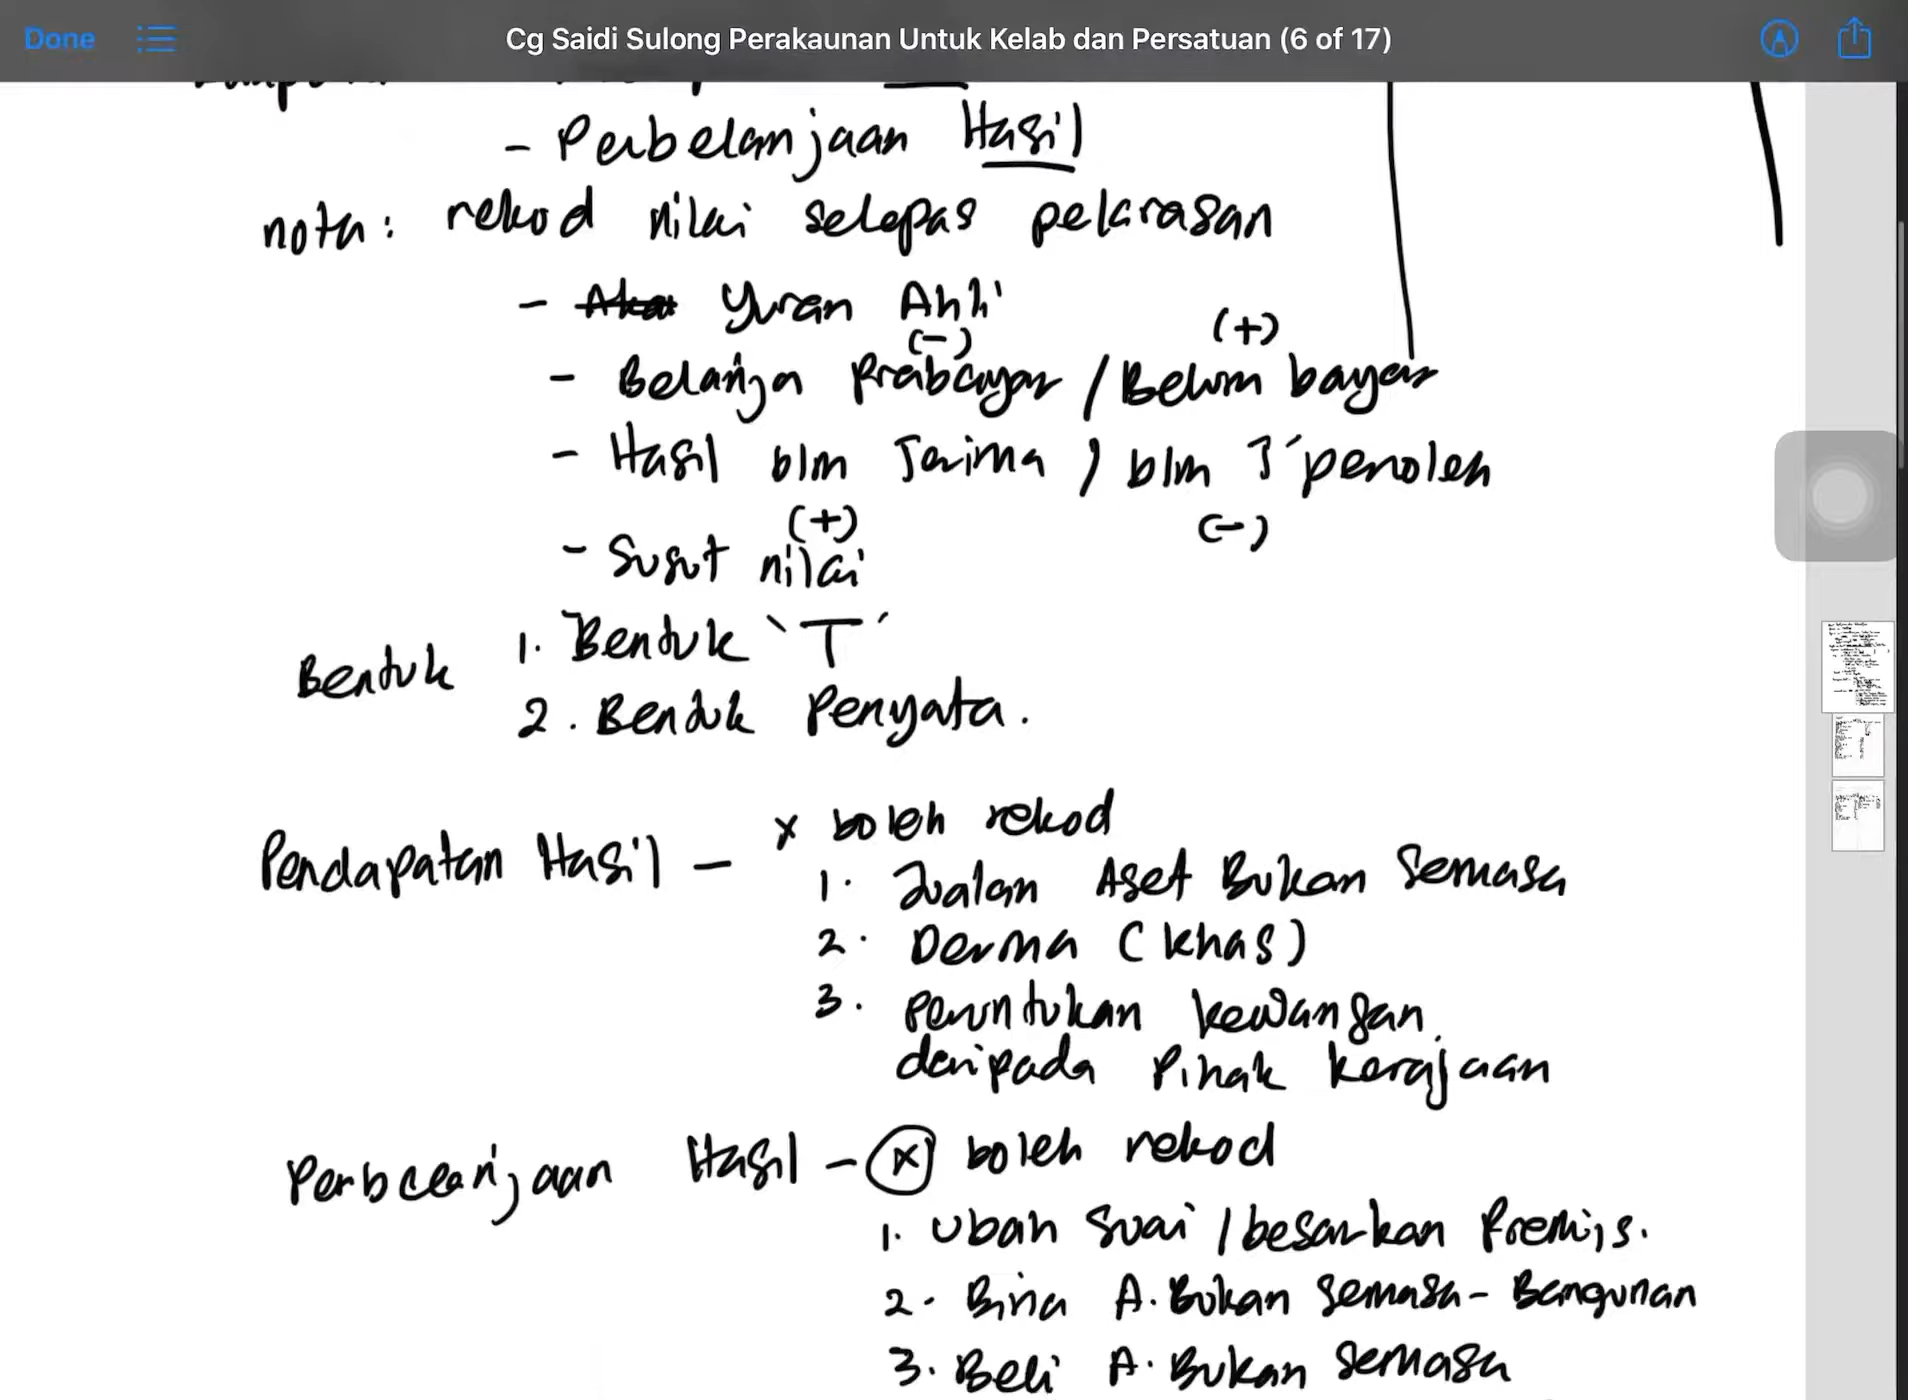 Done
Cg Saidi Sulong Perakaunan Untuk Kelab dan Persatuan (6 of 17)
- Perbelanjaan Hasil
nota: rekod nilai selepas pelarasan
- Yuran Ahli
(-) (+)
- Belanja Prabayar / Belum bayar
- Hasil blm Terima / blm T'peroleh
(+) (-)
- Susut nilai
Bentuk 1. Bentuk 'T'
2. Bentuk Penyata.
Pendapatan Hasil - x boleh rekod
1. Jualan Aset Bukan Semasa
2. Derma (khas)
3. Peruntukan kewangan
daripada Pihak kerajaan
Perbelanjaan Hasil - x boleh rekod
1. Ubah Suai / besarkan Premis.
2. Bina A. Bukan Semasa - Bangunan
3. Beli A. Bukan Semasa